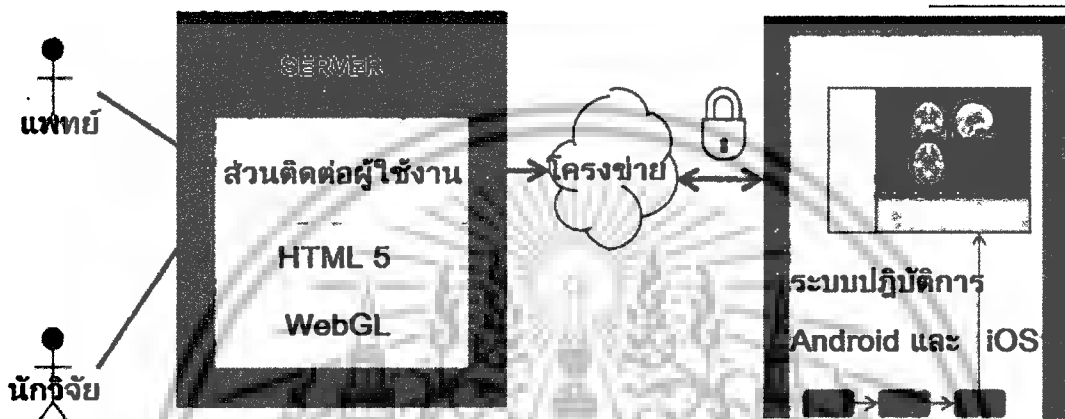 แพทย์
นักวิจัย
SERVER
ส่วนติดต่อผู้ใช้งาน
HTML 5
WebGL
โครงข่าย
ระบบปฏิบัติการ
Android และ iOS